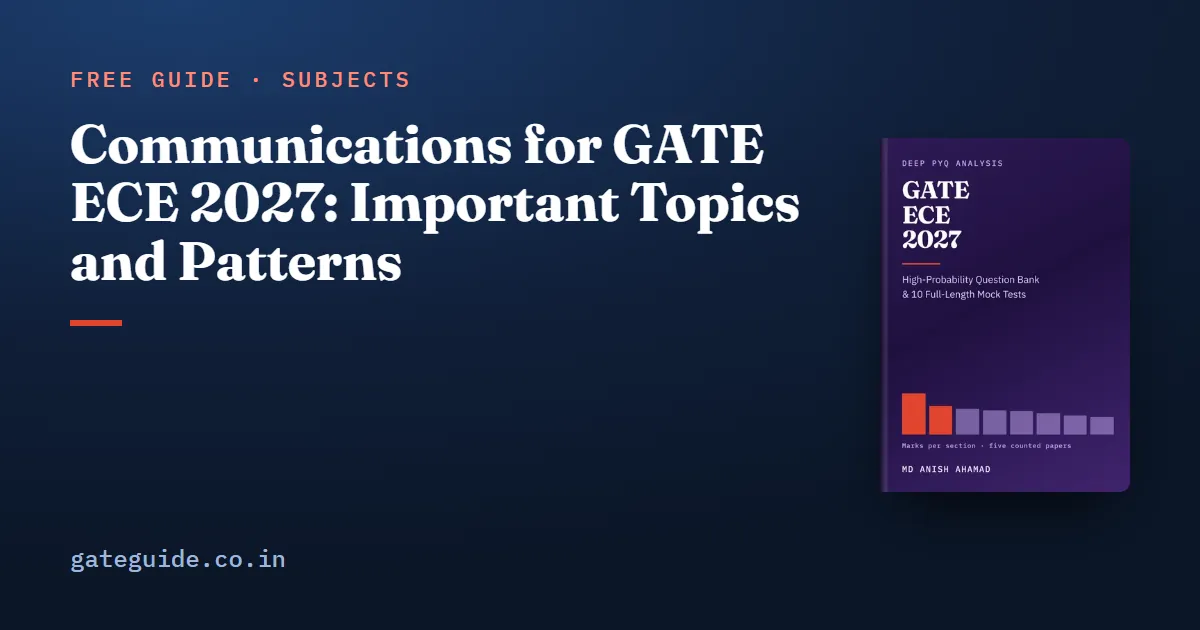 FREE GUIDE · SUBJECTS
Communications for GATE
ECE 2027: Important Topics
and Patterns
gateguide.co.in
DEEP PYQ ANALYSIS
GATE
ECE
2027
High-Probability Question Bank
& 10 Full-Length Mock Tests
Marks per section · five counted papers
MD ANISH AHAMAD